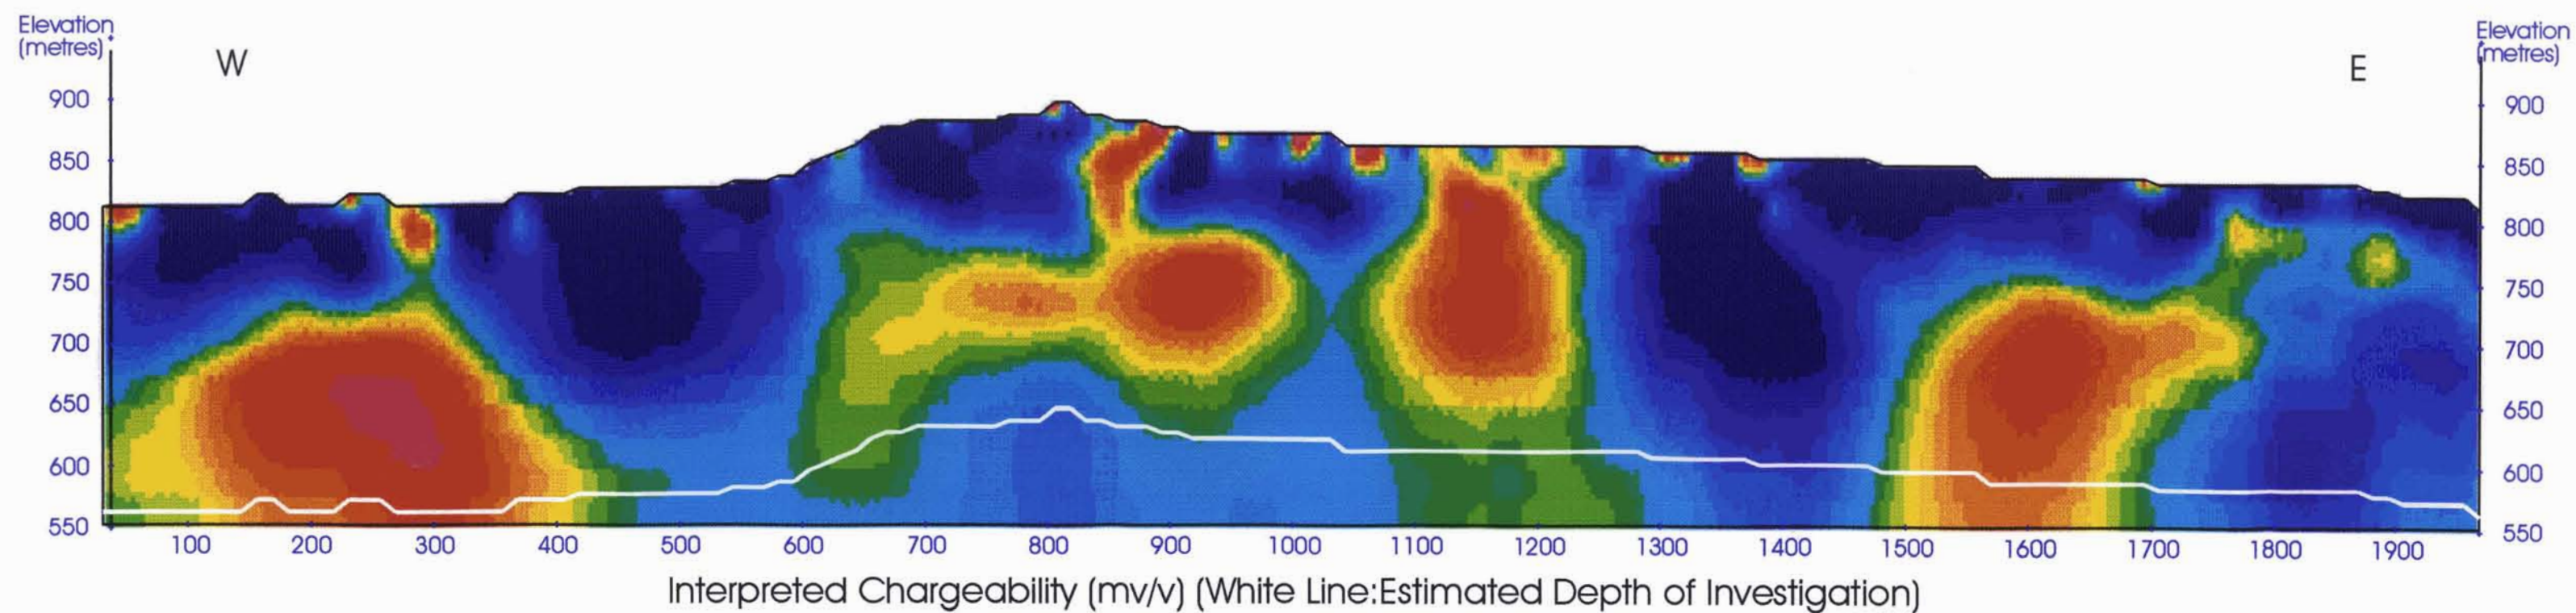 Elevation
(metres)
Elevation
(metres)
W
E
900
900
850
850
800
800
750
750
700
700
650
650
600
600
550
550
100 200 300 400 500 600 700 800 900 1000 1100 1200 1300 1400 1500 1600 1700 1800 1900
Interpreted Chargeability (mv/v) (White Line:Estimated Depth of Investigation)